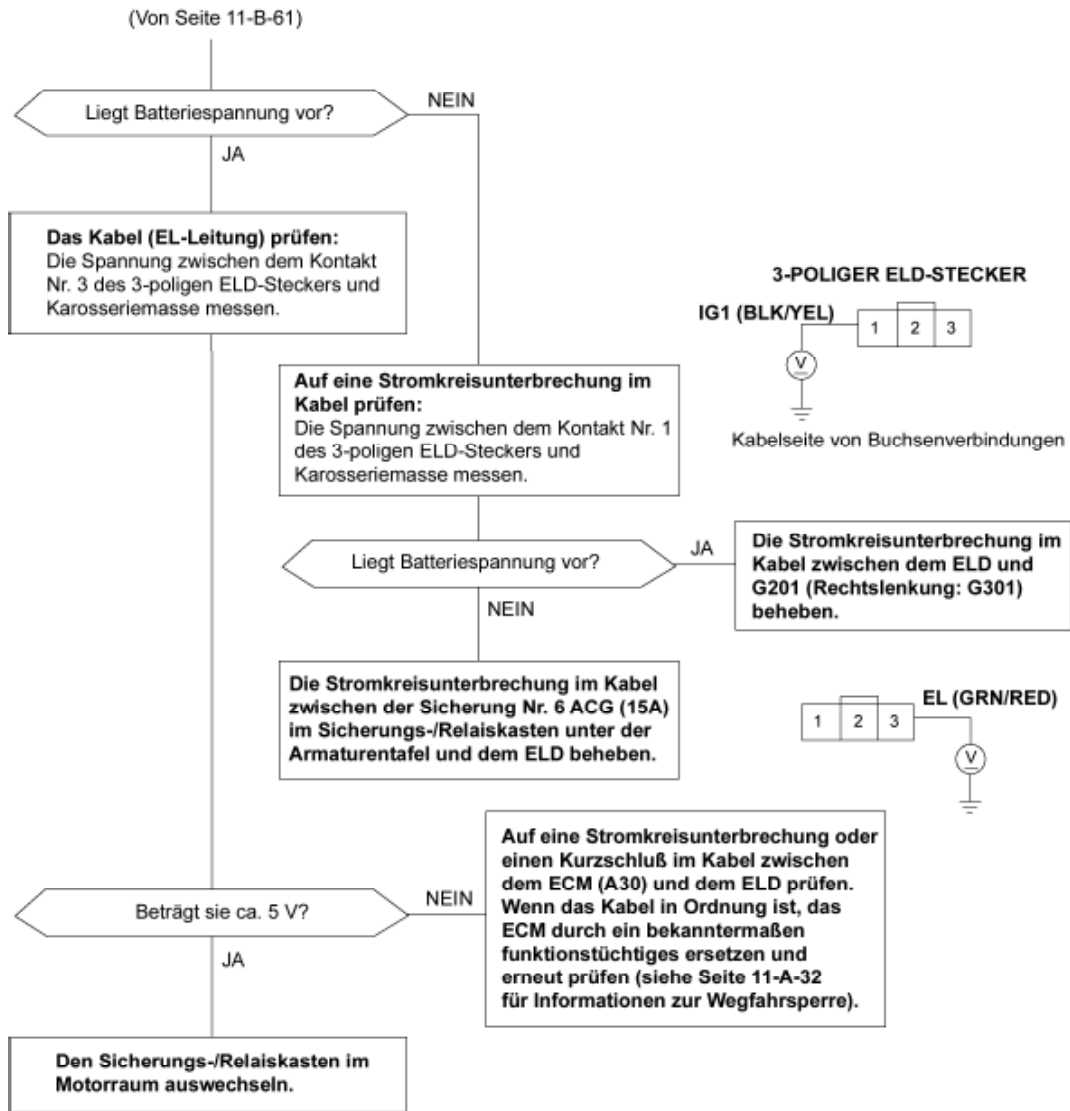 (Von Seite 11-B-61)
Liegt Batteriespannung vor?
NEIN
JA
Das Kabel (EL-Leitung) prüfen:
Die Spannung zwischen dem Kontakt
Nr. 3 des 3-poligen ELD-Steckers und
Karosseriemasse messen.
3-POLIGER ELD-STECKER
IG1 (BLK/YEL)
1 2 3
V
Kabelseite von Buchsenverbindungen
Auf eine Stromkreisunterbrechung im
Kabel prüfen:
Die Spannung zwischen dem Kontakt Nr. 1
des 3-poligen ELD-Steckers und
Karosseriemasse messen.
Liegt Batteriespannung vor?
JA
NEIN
Die Stromkreisunterbrechung im
Kabel zwischen dem ELD und
G201 (Rechtslenkung: G301)
beheben.
Die Stromkreisunterbrechung im Kabel
zwischen der Sicherung Nr. 6 ACG (15A)
im Sicherungs-/Relaiskasten unter der
Armaturentafel und dem ELD beheben.
EL (GRN/RED)
1 2 3
V
Auf eine Stromkreisunterbrechung oder
einen Kurzschluß im Kabel zwischen
dem ECM (A30) und dem ELD prüfen.
Wenn das Kabel in Ordnung ist, das
ECM durch ein bekanntermaßen
funktionstüchtiges ersetzen und
erneut prüfen (siehe Seite 11-A-32
für Informationen zur Wegfahrsperre).
Beträgt sie ca. 5 V?
NEIN
JA
Den Sicherungs-/Relaiskasten im
Motorraum auswechseln.